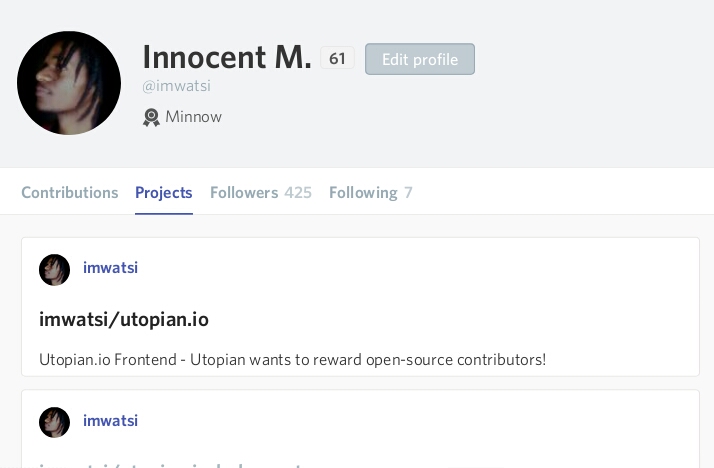 Innocent M. 61 Edit profile
@imwatsi
Minnow
Contributions Projects Followers 425 Following 7
imwatsi
imwatsi/utopian.io
Utopian.io Frontend - Utopian wants to reward open-source contributors!
imwatsi